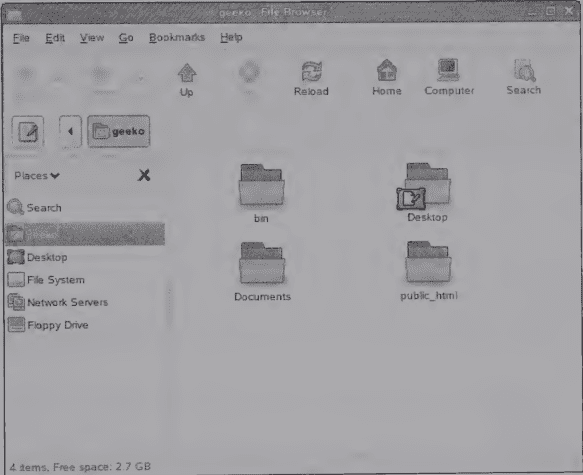 geeko - File Browser
File Edit View Go Bookmarks Help
Up Reload Home Computer Search
geeko
Places
Search
Desktop
File System
Network Servers
Floppy Drive
bin
Desktop
Documents
public_html
4 items, Free space: 2.7 GB